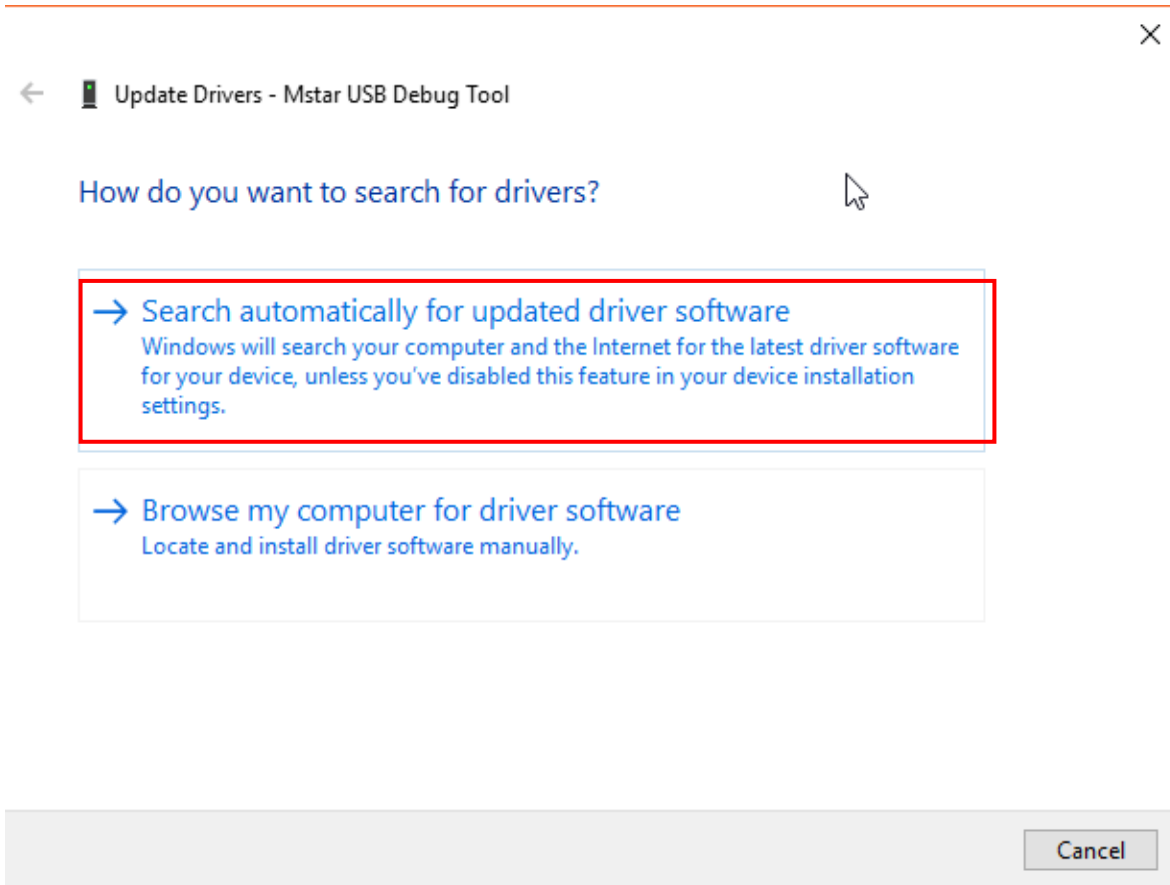 Update Drivers - Mstar USB Debug Tool
How do you want to search for drivers?
Search automatically for updated driver software
Windows will search your computer and the Internet for the latest driver software
for your device, unless you've disabled this feature in your device installation
settings.
Browse my computer for driver software
Locate and install driver software manually.
Cancel